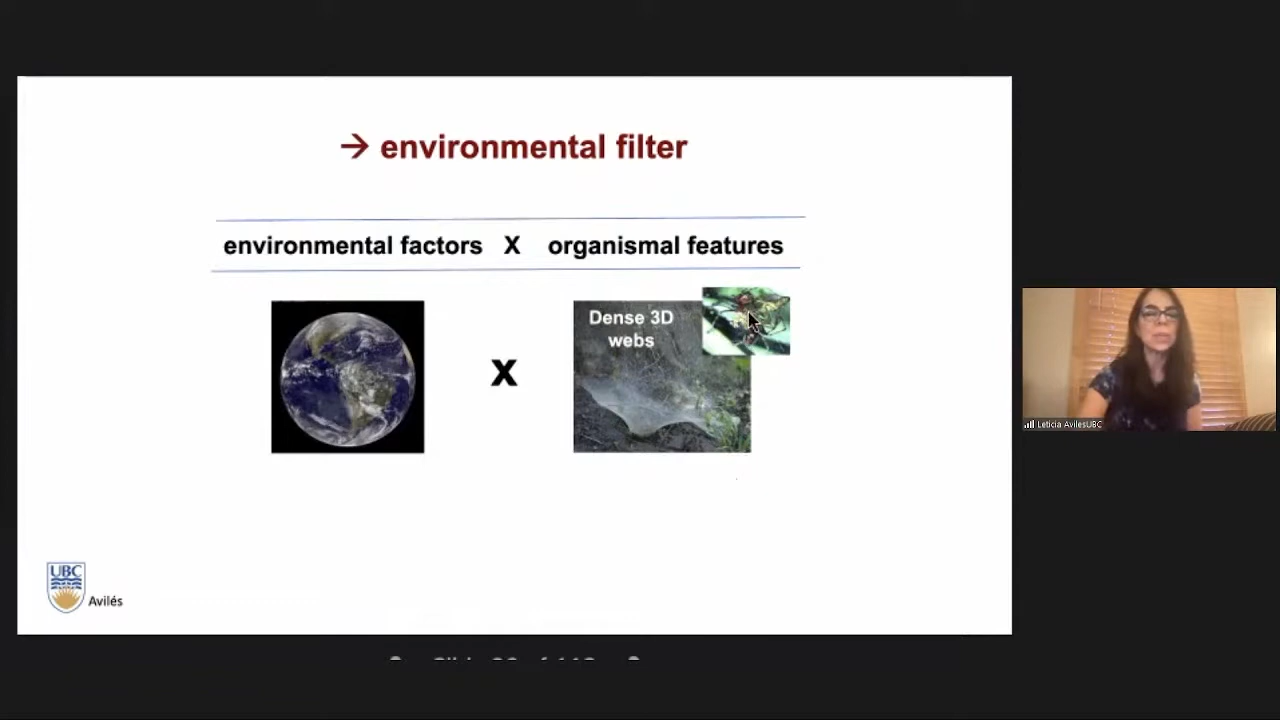 → environmental filter
environmental factors X organismal features
Dense 3D
webs
X
UBC
Avilés
Leticia AvilesUBC